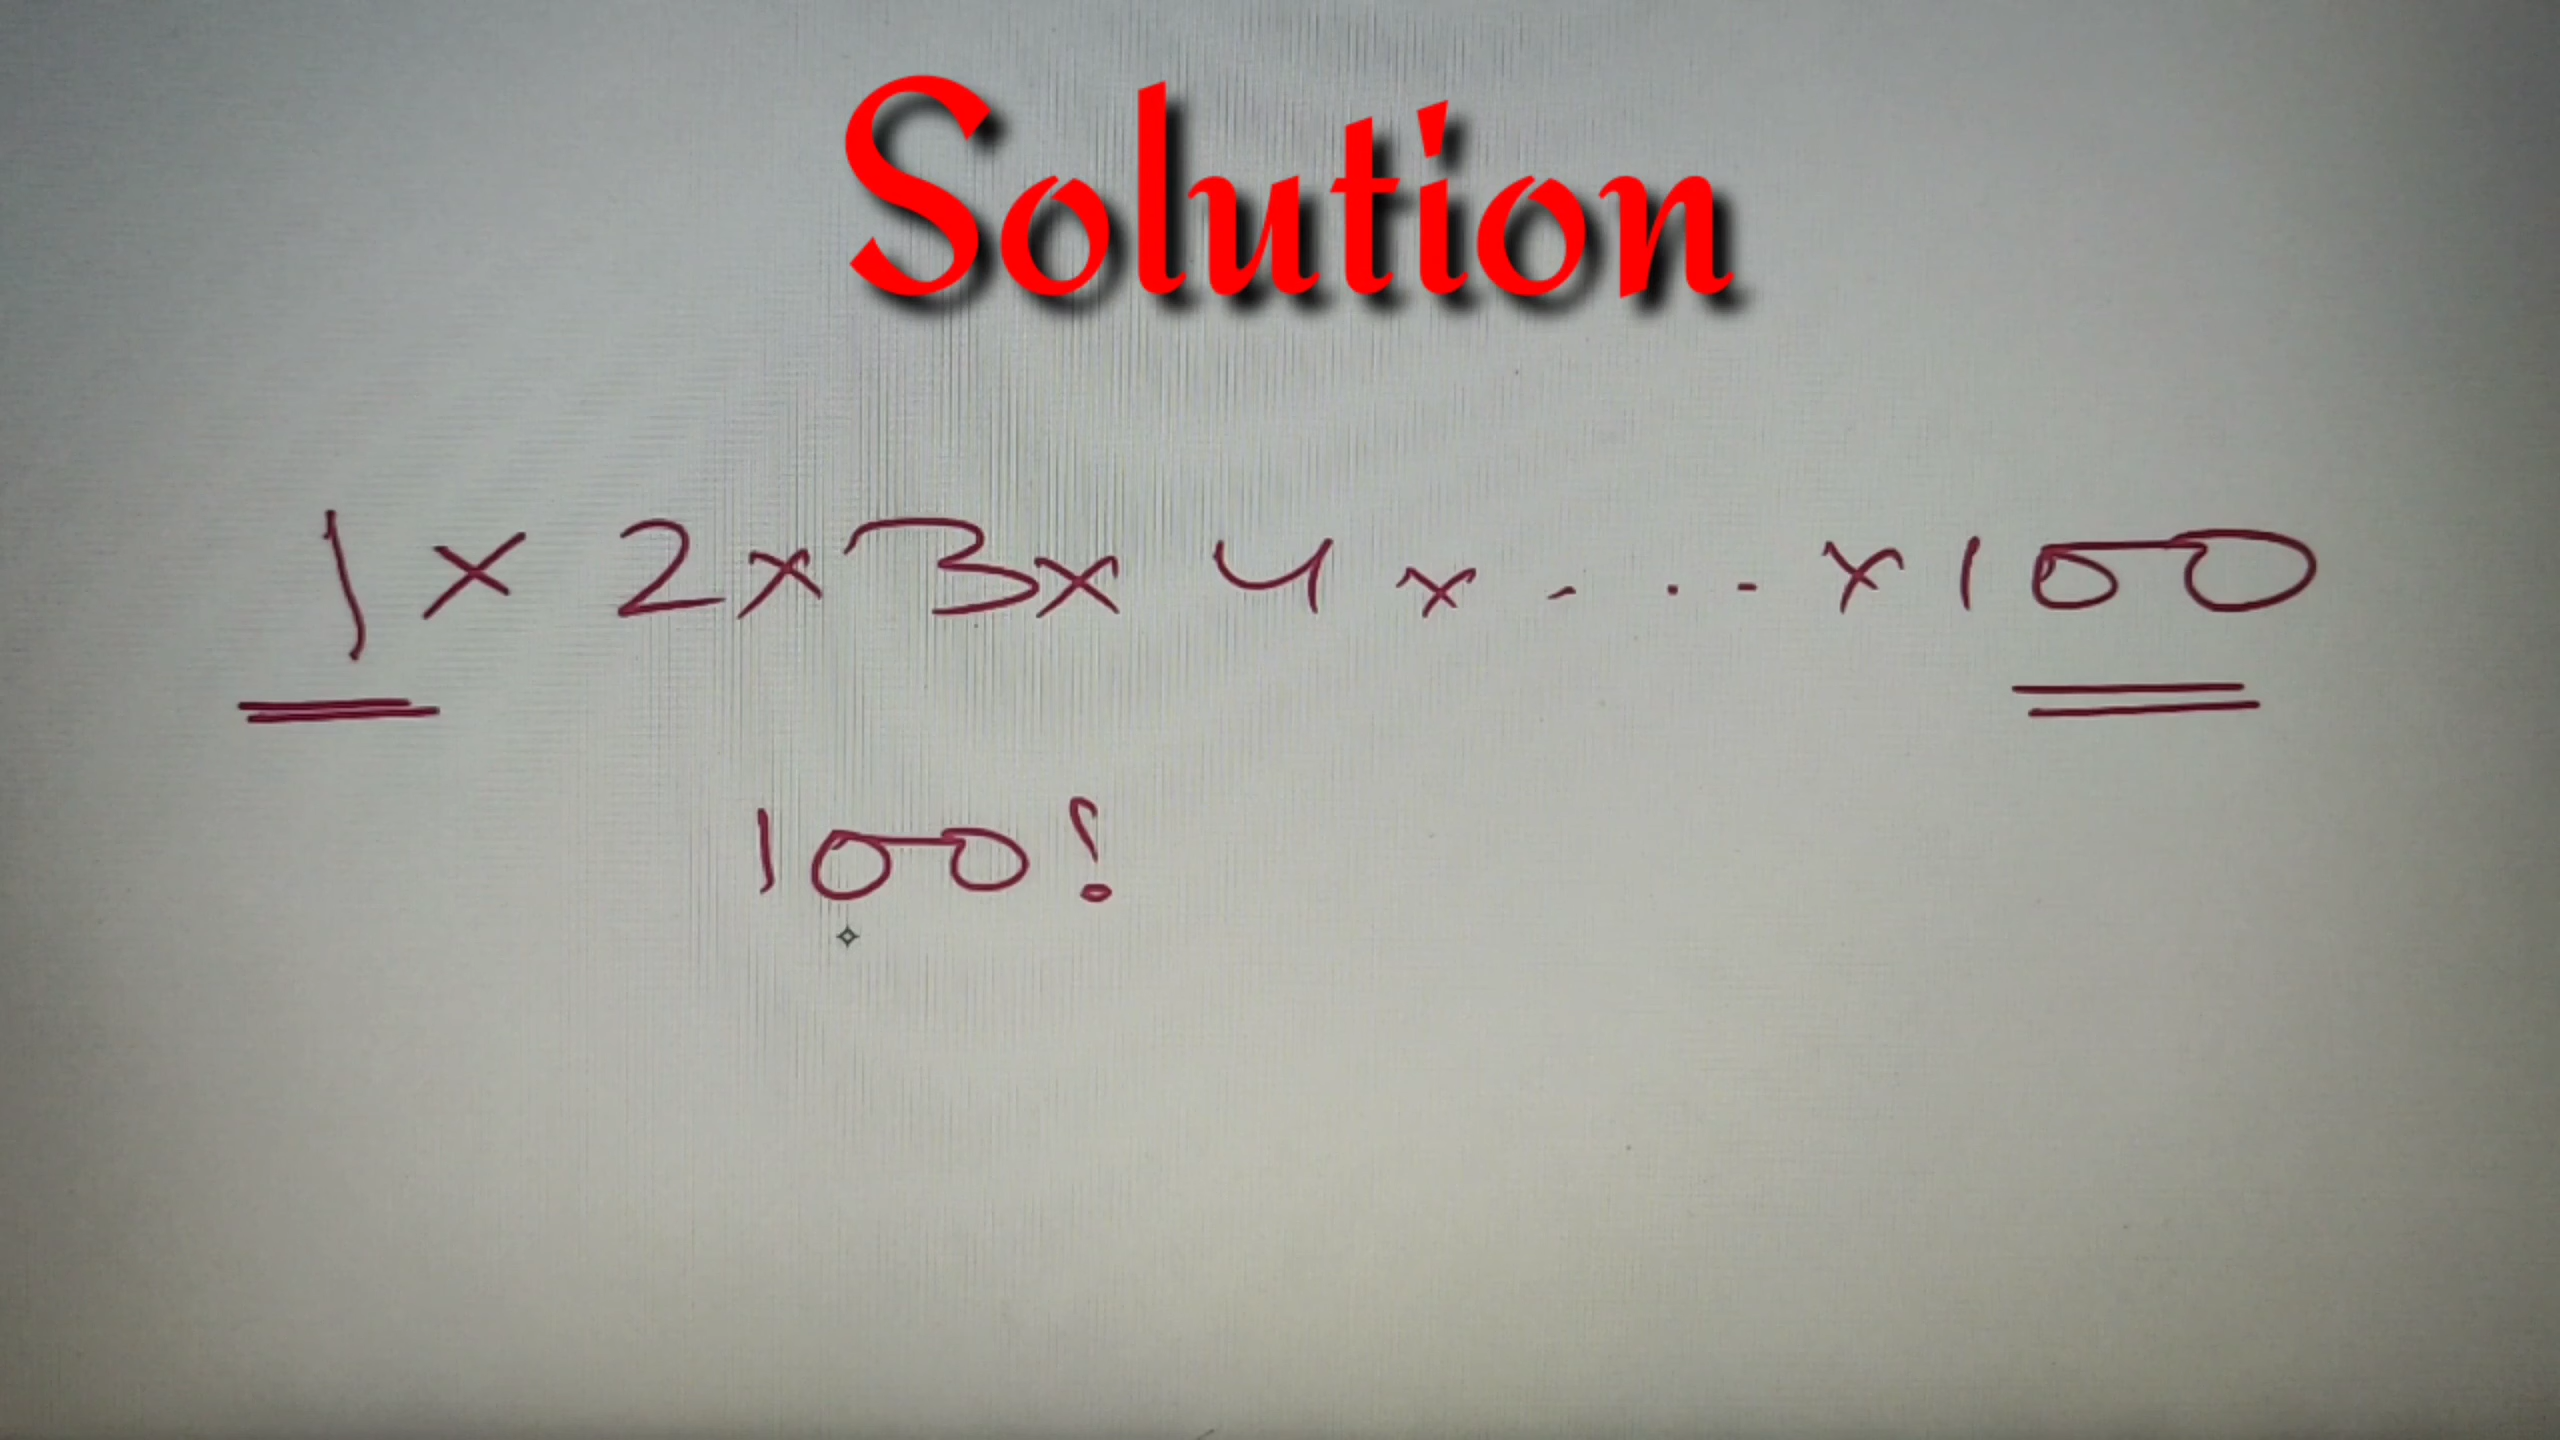 Solution
1 × 2 × 3 × 4 × . . . . × 100
100!